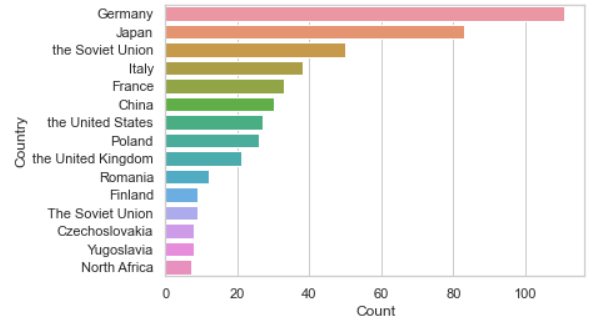 Germany
Japan
the Soviet Union
Italy
France
China
the United States
Poland
the United Kingdom
Romania
Finland
The Soviet Union
Czechoslovakia
Yugoslavia
North Africa
Country
0 20 40 60 80 100
Count